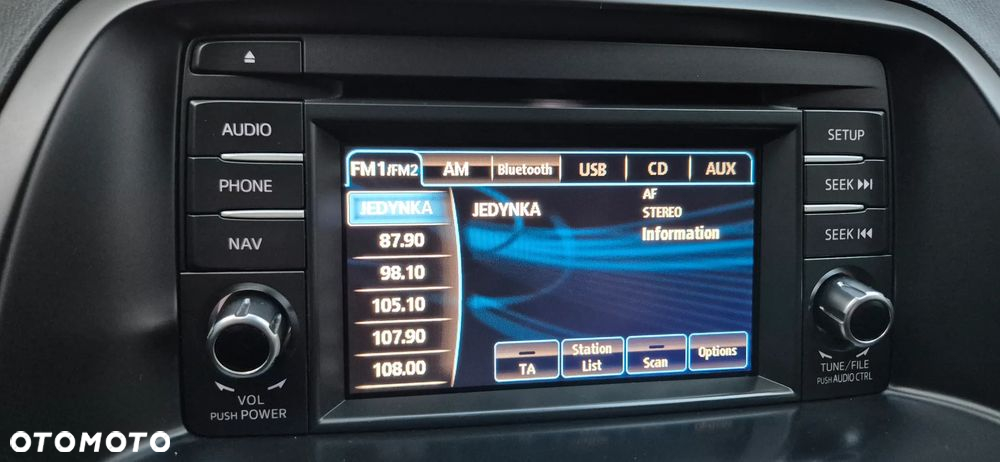 AUDIO
PHONE
NAV
VOL
PUSH POWER
FM1/FM2 AM Bluetooth USB CD AUX
JEDYNKA
87.90
98.10
105.10
107.90
108.00
JEDYNKA
AF
STEREO
Information
TA
Station
List
Scan
Options
SETUP
SEEK
SEEK
TUNE/FILE
PUSH AUDIO CTRL
OTOMOTO